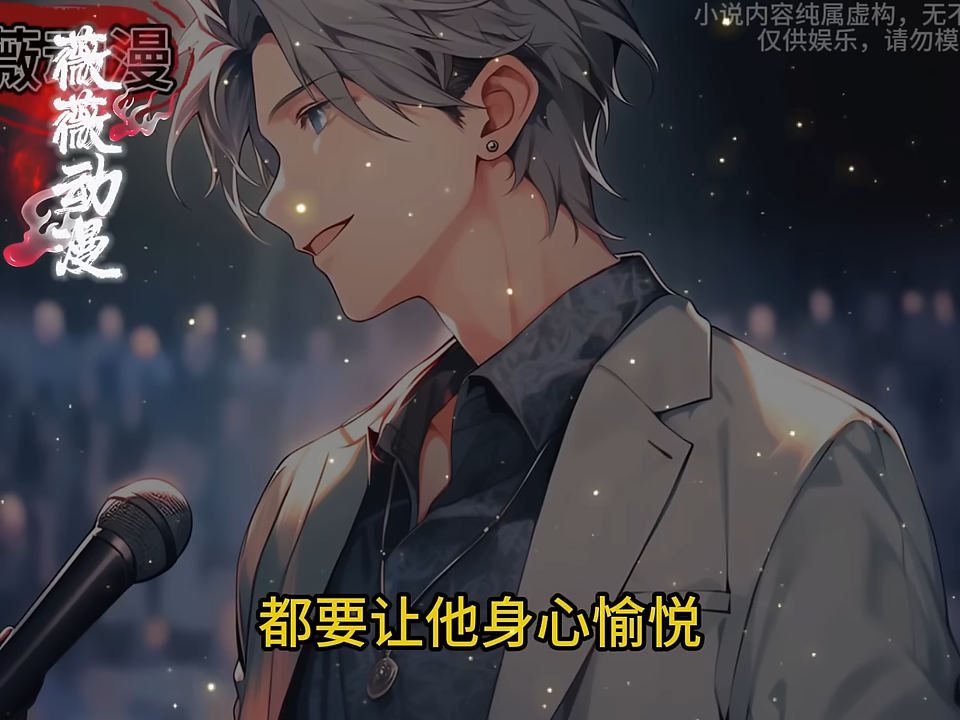 小说内容纯属虚构，无不
仅供娱乐，请勿模
薇薇动漫
薇
漫
都要让他身心愉悦